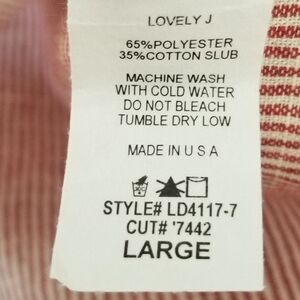 LOVELY J
65%POLYESTER
35%COTTON SLUB
MACHINE WASH
WITH COLD WATER
DO NOT BLEACH
TUMBLE DRY LOW
MADE IN U S A
STYLE# LD4117-7
CUT# '7442
LARGE